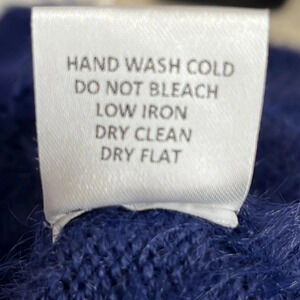 HAND WASH COLD
DO NOT BLEACH
LOW IRON
DRY CLEAN
DRY FLAT